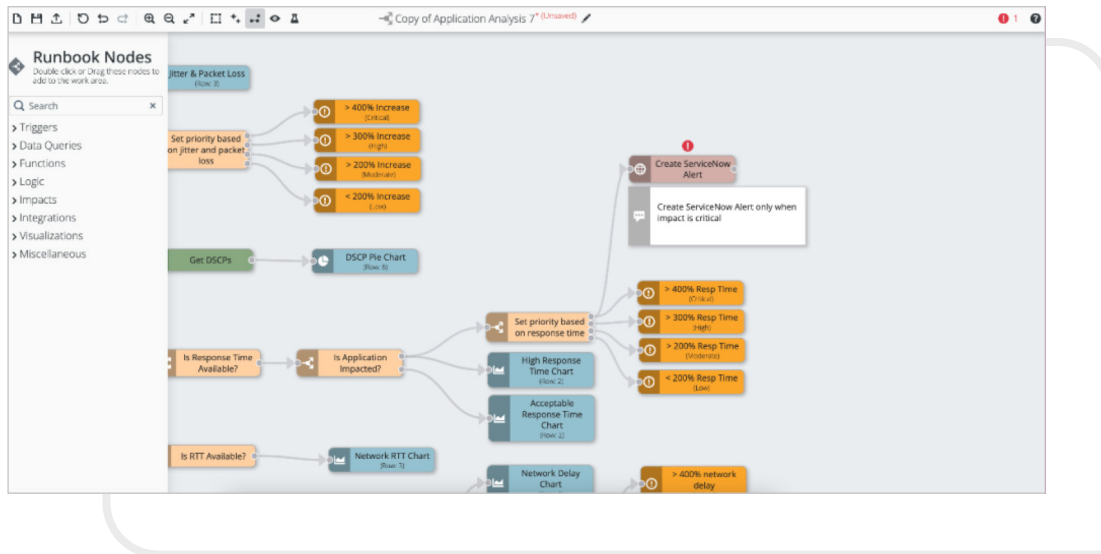 Copy of Application Analysis 7* (Unsaved)
1
Runbook Nodes
Double-click or Drag these nodes to
add to the work area.
Search
Triggers
Data Queries
Functions
Logic
Impacts
Integrations
Visualizations
Miscellaneous
Jitter & Packet Loss
(Row: 3)
Set priority based
on jitter and packet
loss
> 400% Increase
(Critical)
> 300% Increase
(High)
> 200% Increase
(Moderate)
< 200% Increase
(Low)
Get DSCPs
DSCP Pie Chart
(Row: 5)
Create ServiceNow
Alert
Create ServiceNow Alert only when
impact is critical
Set priority based
on response time
> 400% Resp Time
(Critical)
> 300% Resp Time
(High)
> 200% Resp Time
(Moderate)
< 200% Resp Time
(Low)
Is Response Time
Available?
Is Application
Impacted?
High Response
Time Chart
(Row: 2)
Acceptable
Response Time
Chart
(Row: 2)
Is RTT Available?
Network RTT Chart
(Row: 3)
Network Delay
Chart
> 400% network
delay